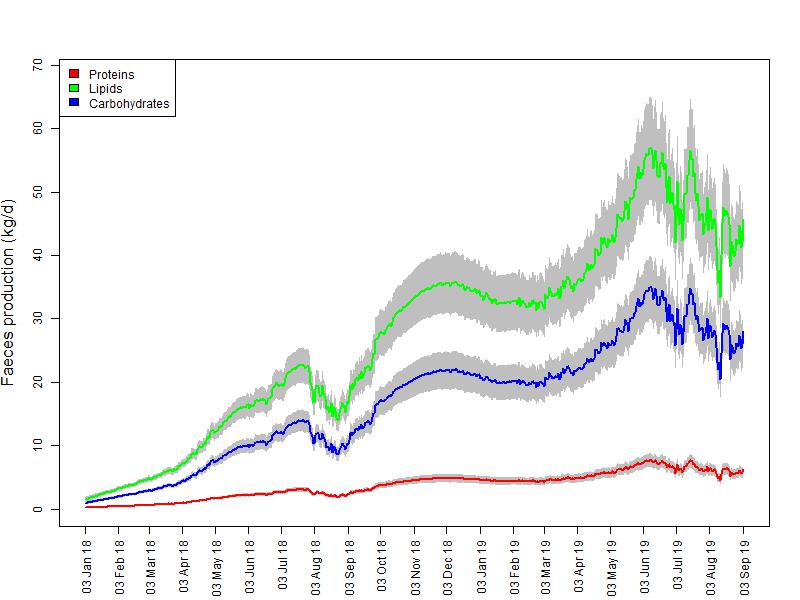 Faeces production (kg/d)
70
60
50
40
30
20
10
0
Proteins
Lipids
Carbohydrates
03 Jan 18
03 Feb 18
03 Mar 18
03 Apr 18
03 May 18
03 Jun 18
03 Jul 18
03 Aug 18
03 Sep 18
03 Oct 18
03 Nov 18
03 Dec 18
03 Jan 19
03 Feb 19
03 Mar 19
03 Apr 19
03 May 19
03 Jun 19
03 Jul 19
03 Aug 19
03 Sep 19